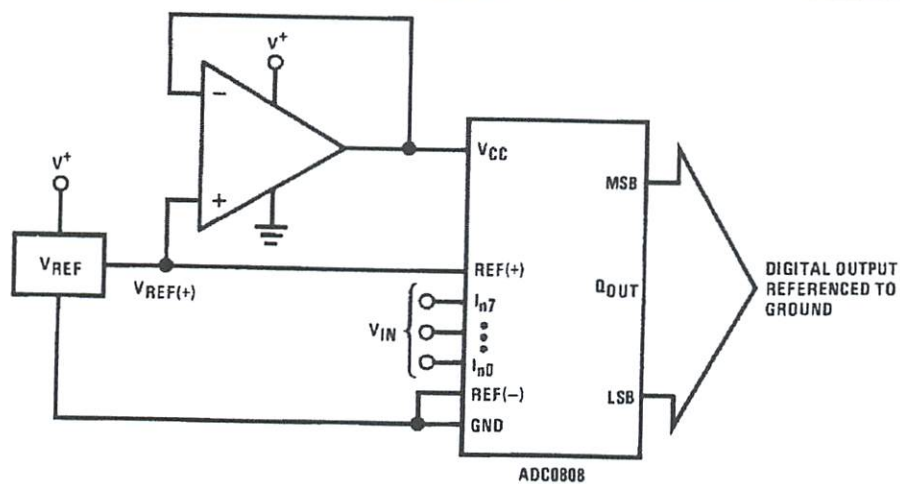 V+
−
+
V+
VREF
VREF(+)
VCC
REF(+)
In7
VIN
In0
REF(−)
GND
MSB
QOUT
LSB
ADC0808
DIGITAL OUTPUT
REFERENCED TO
GROUND